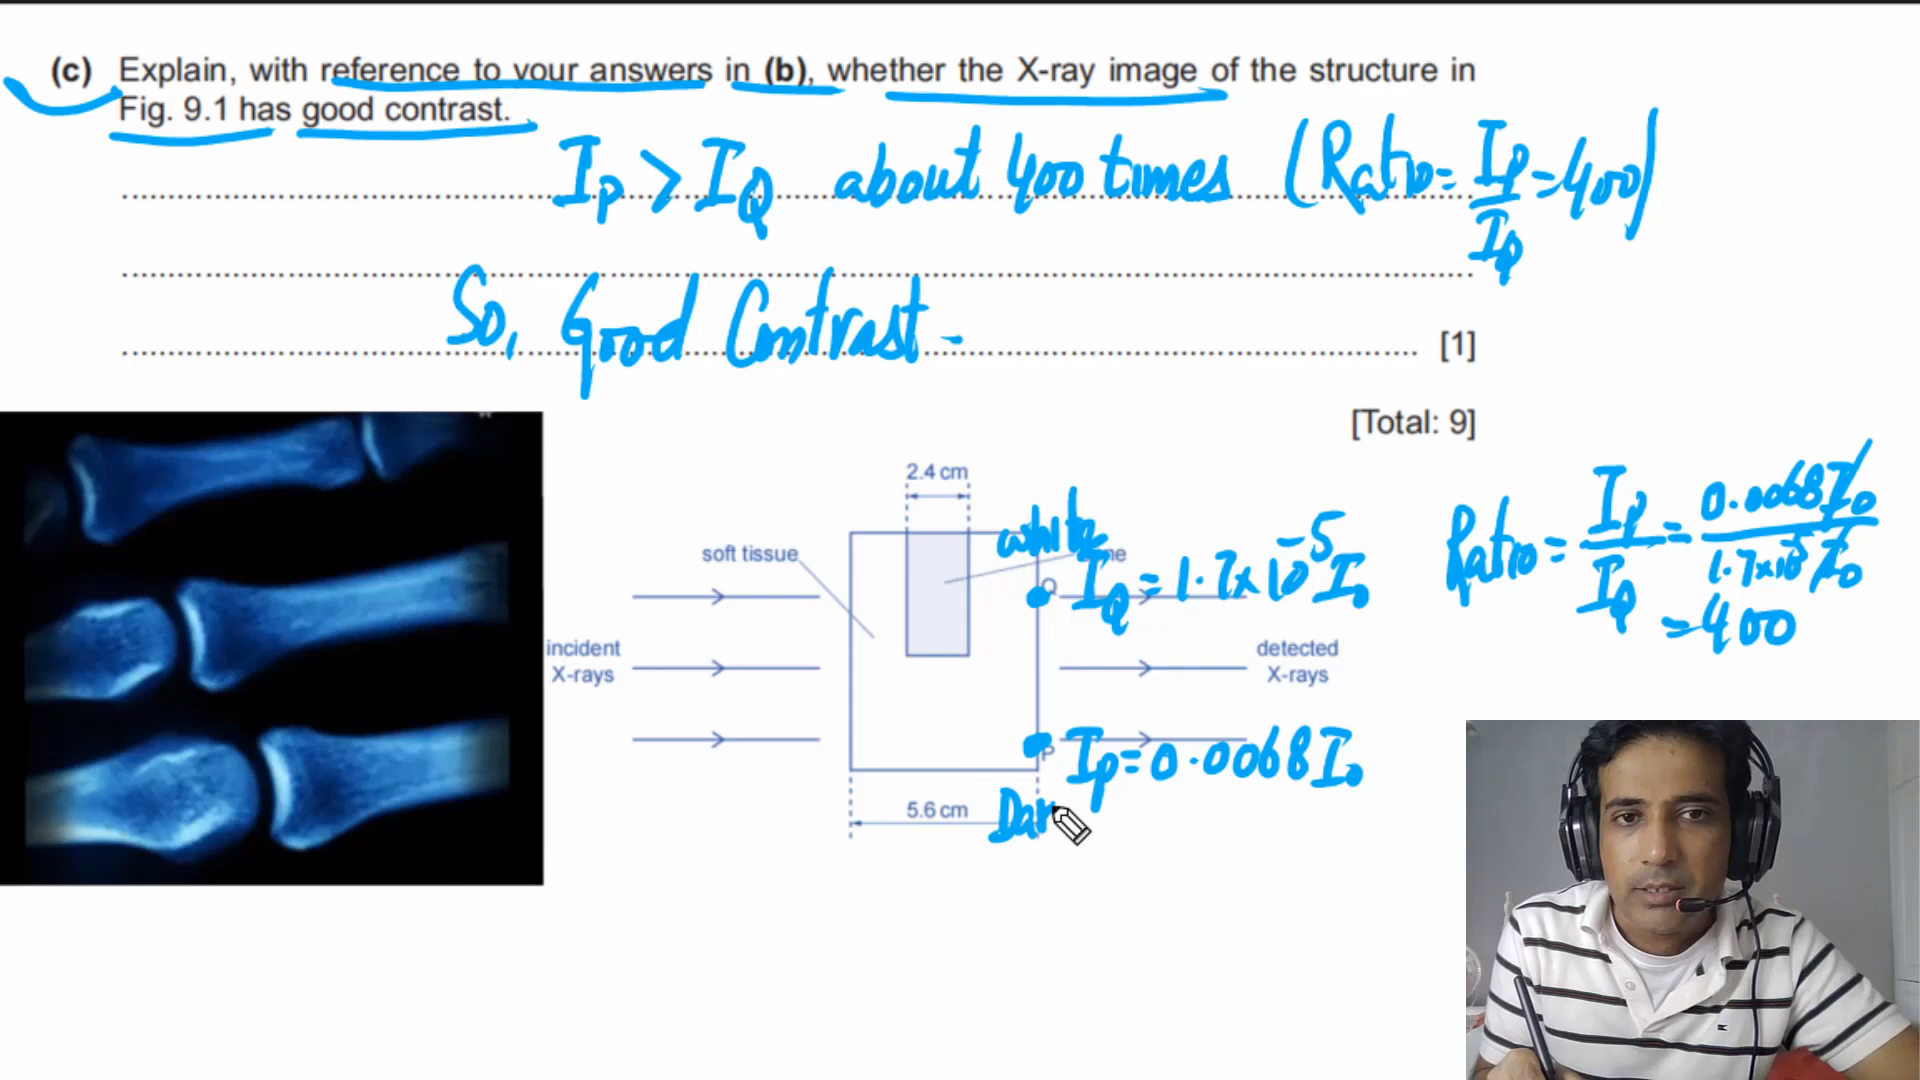 (c) Explain, with reference to your answers in (b), whether the X-ray image of the structure in
Fig. 9.1 has good contrast.
Ip > IQ about 400 times (Ratio = Ip/IQ = 400)
So, Good Contrast -
[1]
[Total: 9]
2.4 cm
white
soft tissue
IQ = 1.7 x 10^-5 I0
Q
Ratio = Ip/IQ = 0.0068 I0 / 1.7x10^-5 I0
= 400
incident
X-rays
detected
X-rays
P
Ip = 0.0068 I0
5.6 cm
Dar